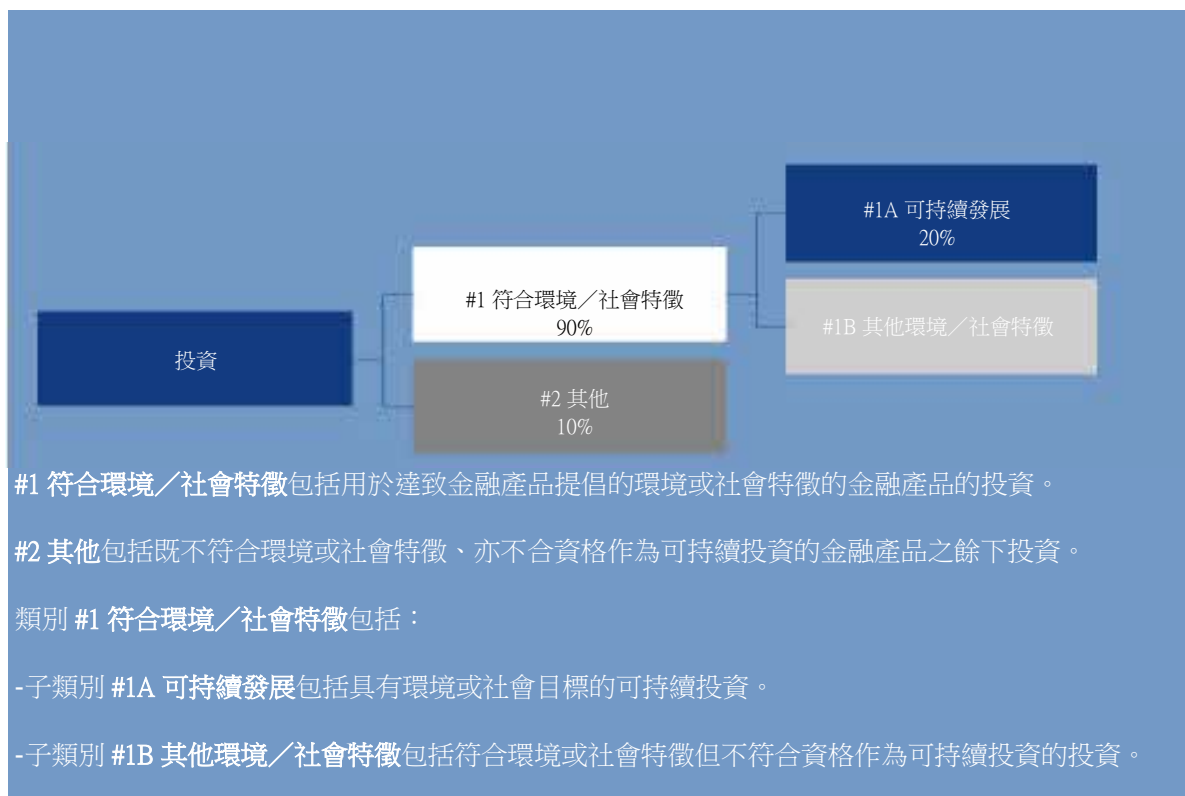 #1A 可持續發展
20%
#1 符合環境／社會特徵
90%
#1B 其他環境／社會特徵
投資
#2 其他
10%
#1 符合環境／社會特徵包括用於達致金融產品提倡的環境或社會特徵的金融產品的投資。
#2 其他包括既不符合環境或社會特徵、亦不合資格作為可持續投資的金融產品之餘下投資。
類別 #1 符合環境／社會特徵包括：
-子類別 #1A 可持續發展包括具有環境或社會目標的可持續投資。
-子類別 #1B 其他環境／社會特徵包括符合環境或社會特徵但不符合資格作為可持續投資的投資。